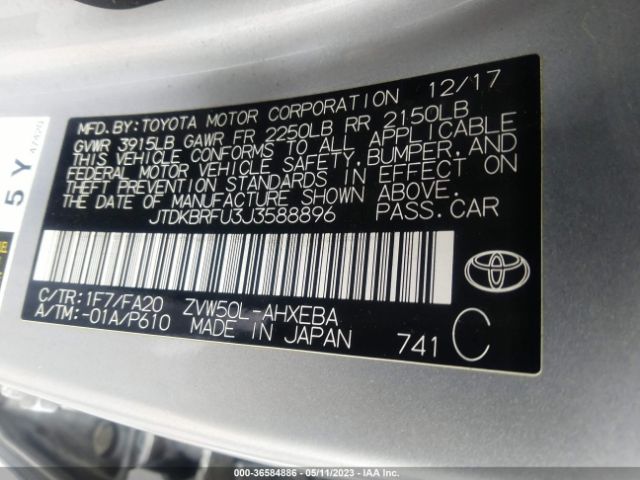 MFD. BY: TOYOTA MOTOR CORPORATION 12/17
GVWR 3915LB GAWR FR 2250LB RR 2150LB
THIS VEHICLE CONFORMS TO ALL APPLICABLE
FEDERAL MOTOR VEHICLE SAFETY, BUMPER, AND
THEFT PREVENTION STANDARDS IN EFFECT ON
THE DATE OF MANUFACTURE SHOWN ABOVE.
JTDKBRFU3J3588896 PASS. CAR
C/TR: 1F7/FA20 ZVW50L-AHXEBA
A/TM: -01A/P610 MADE IN JAPAN 741 C
5Y
000-36584886 - 05/11/2023 - IAA Inc.